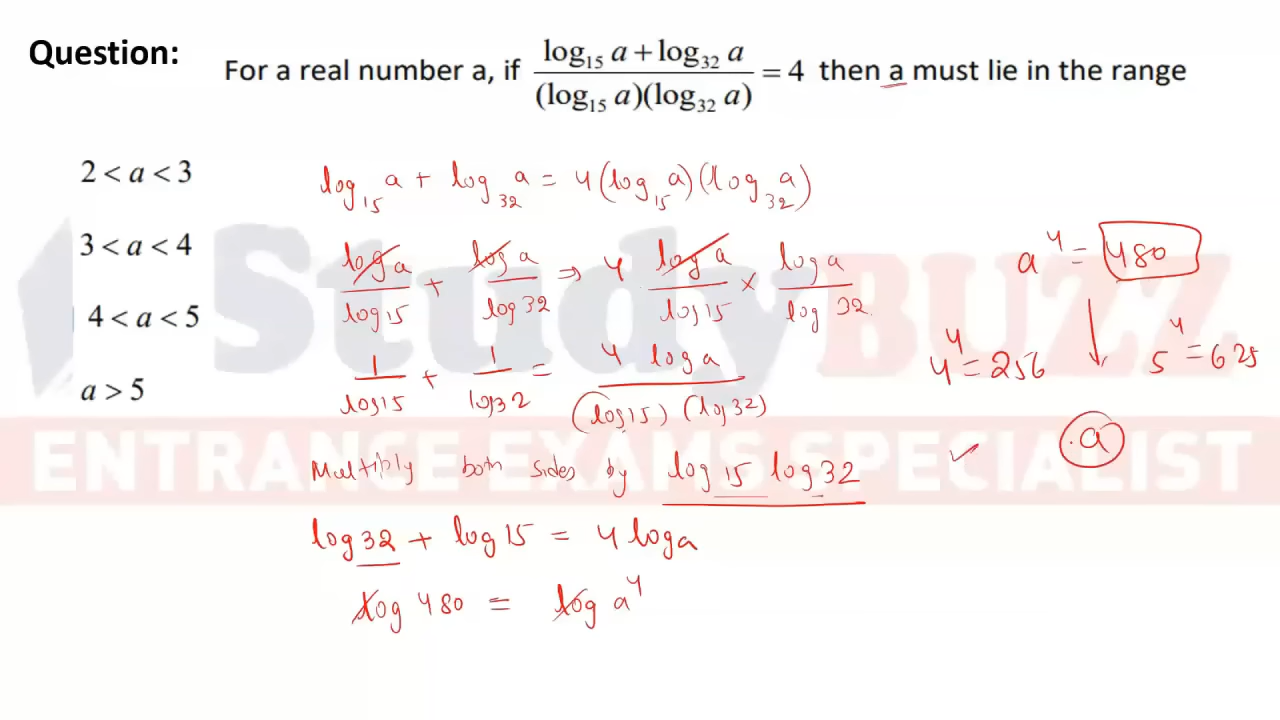 Question:
For a real number a, if (log₁₅ a + log₃₂ a) / ((log₁₅ a)(log₃₂ a)) = 4 then a must lie in the range
2 < a < 3
3 < a < 4
4 < a < 5
a > 5
log₁₅ a + log₃₂ a = 4 (log₁₅ a)(log₃₂ a)
log a / log 15 + log a / log 32 ⇒ 4 log a / log 15 × log a / log 32
1 / log 15 + 1 / log 32 = 4 log a / (log 15) (log 32)
Multiply both sides by log 15 log 32
log 32 + log 15 = 4 log a
log 480 = log a⁴
a⁴ = 480
4⁴ = 256
5⁴ = 625
a
StudyBUZZ
ENTRANCE EXAMS SPECIALIST